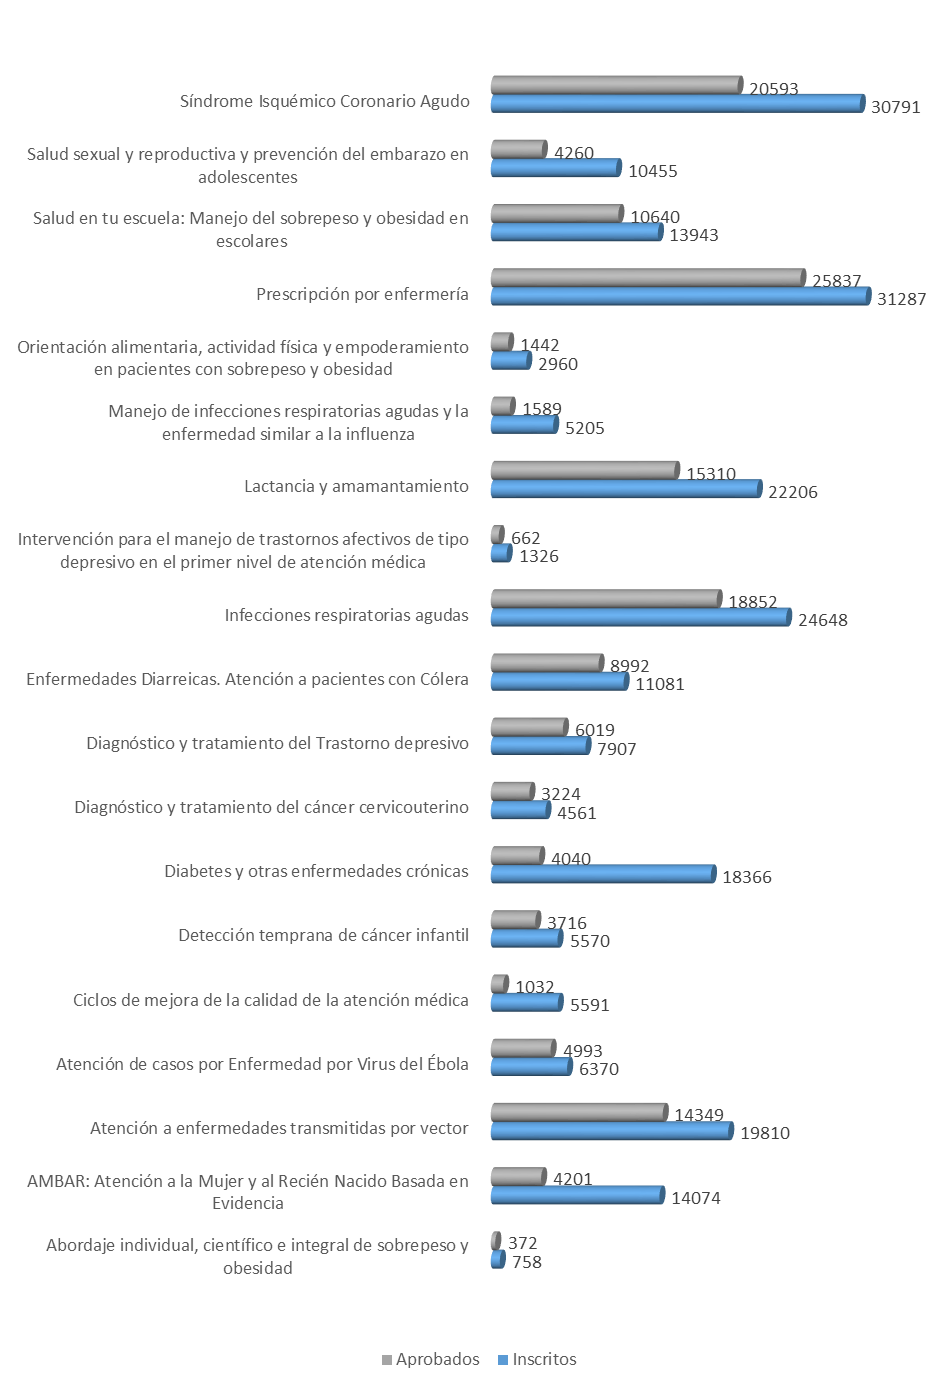 Síndrome Isquémico Coronario Agudo
20593
30791
Salud sexual y reproductiva y prevención del embarazo en
adolescentes
4260
10455
Salud en tu escuela: Manejo del sobrepeso y obesidad en
escolares
10640
13943
Prescripción por enfermería
25837
31287
Orientación alimentaria, actividad física y empoderamiento
en pacientes con sobrepeso y obesidad
1442
2960
Manejo de infecciones respiratorias agudas y la
enfermedad similar a la influenza
1589
5205
Lactancia y amamantamiento
15310
22206
Intervención para el manejo de trastornos afectivos de tipo
depresivo en el primer nivel de atención médica
662
1326
Infecciones respiratorias agudas
18852
24648
Enfermedades Diarreicas. Atención a pacientes con Cólera
8992
11081
Diagnóstico y tratamiento del Trastorno depresivo
6019
7907
Diagnóstico y tratamiento del cáncer cervicouterino
3224
4561
Diabetes y otras enfermedades crónicas
4040
18366
Detección temprana de cáncer infantil
3716
5570
Ciclos de mejora de la calidad de la atención médica
1032
5591
Atención de casos por Enfermedad por Virus del Ébola
4993
6370
Atención a enfermedades transmitidas por vector
14349
19810
AMBAR: Atención a la Mujer y al Recién Nacido Basada en
Evidencia
4201
14074
Abordaje individual, científico e integral de sobrepeso y
obesidad
372
758
Aprobados Inscritos